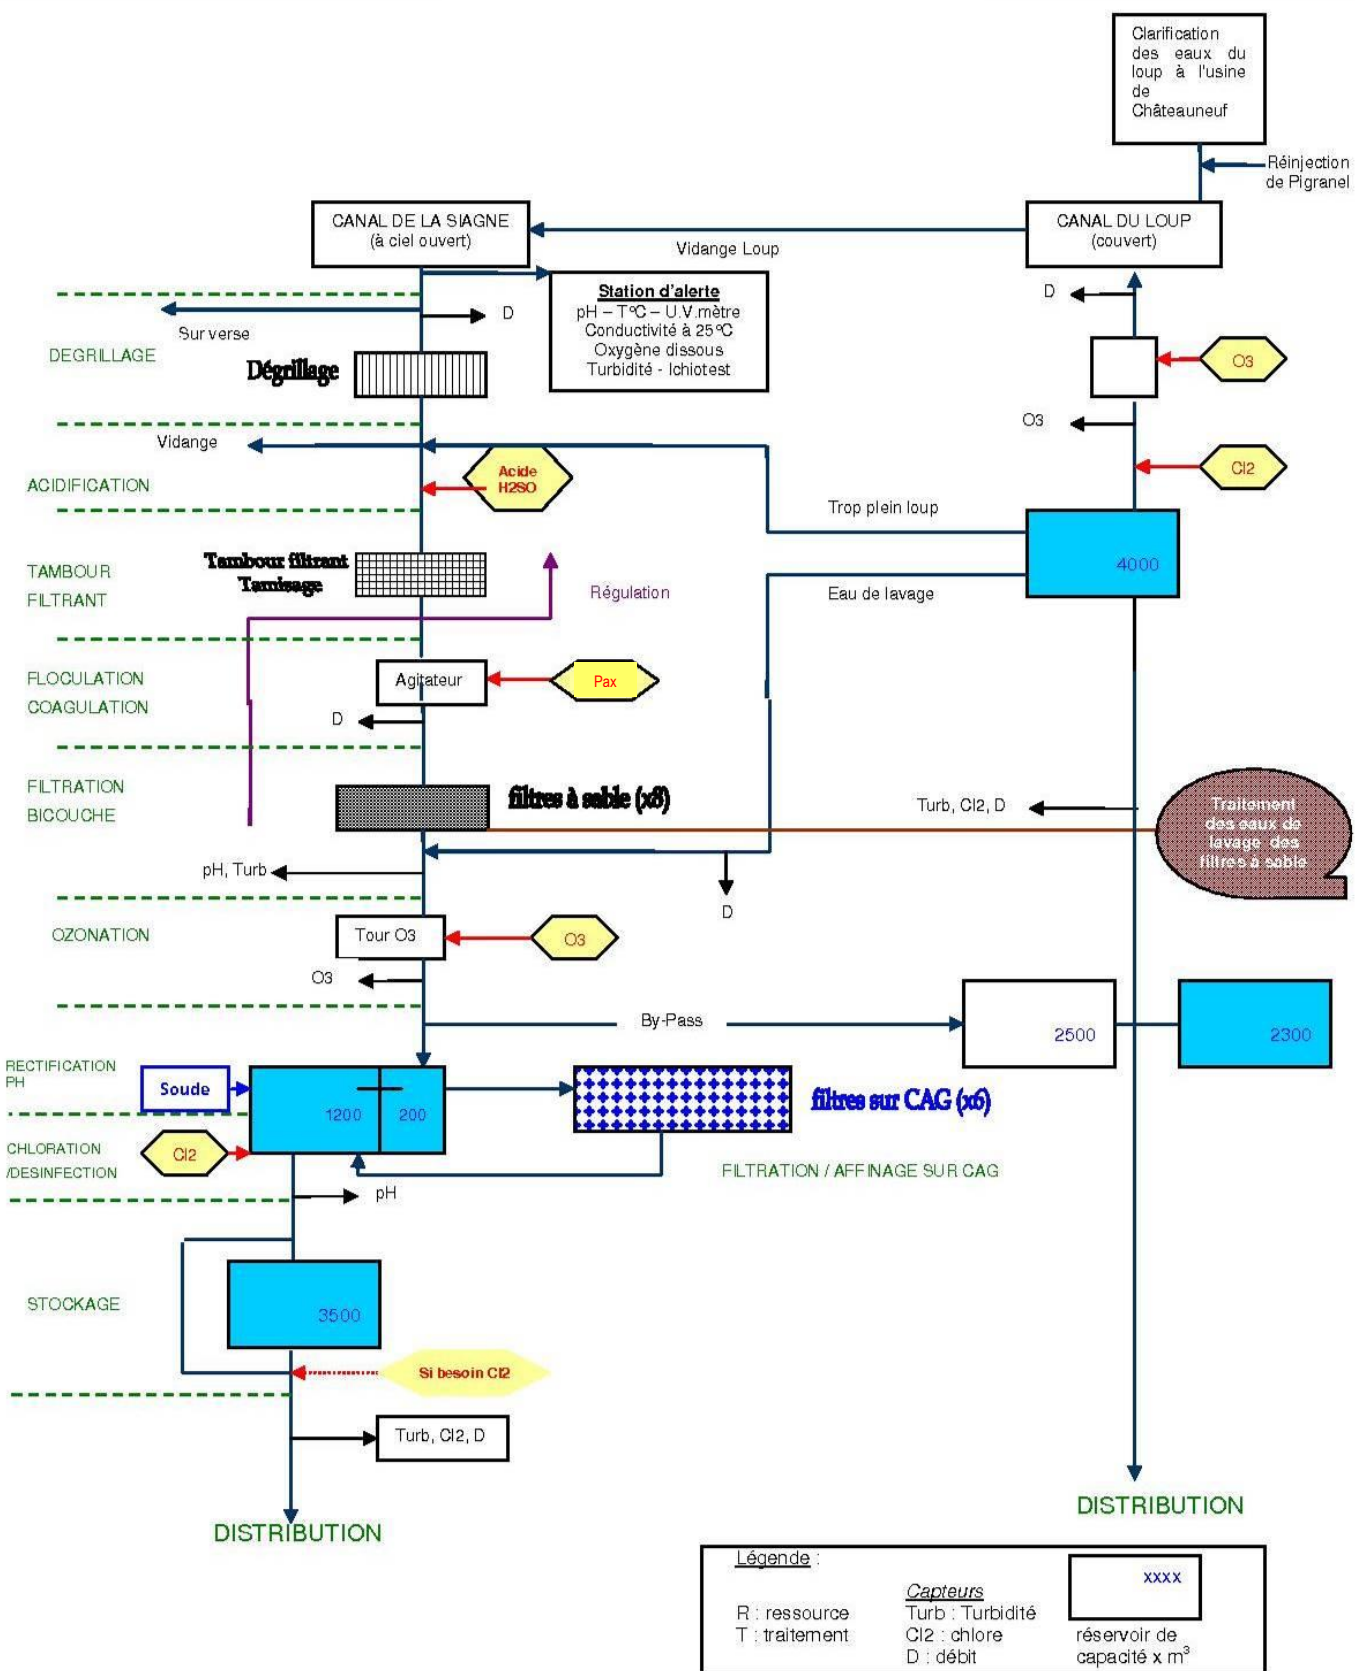 Clarification
des eaux du
loup à l'usine
de
Châteauneuf
Réinjection
de Pigranel
CANAL DE LA SIAGNE
(à ciel ouvert)
CANAL DU LOUP
(couvert)
Vidange Loup
Station d'alerte
pH – T°C – U.V.mètre
Conductivité à 25°C
Oxygène dissous
Turbidité - Ichiotest
D
D
Surverse
DEGRILLAGE
Dégrillage
O3
O3
Vidange
Cl2
Acide
H2SO
ACIDIFICATION
Trop plein loup
4000
Tambour filtrant
Tamisage
TAMBOUR
FILTRANT
Régulation
Eau de lavage
FLOCULATION
COAGULATION
Agitateur
Pax
D
FILTRATION
BICOUCHE
filtres à sable (x8)
Turb, Cl2, D
Traitement
des eaux de
lavage des
filtres à sable
pH, Turb
D
OZONATION
Tour O3
O3
O3
By-Pass
2500
2300
RECTIFICATION
PH
Soude
1200
200
filtres sur CAG (x6)
CHLORATION
/DESINFECTION
Cl2
FILTRATION / AFFINAGE SUR CAG
pH
STOCKAGE
3500
Si besoin Cl2
Turb, Cl2, D
DISTRIBUTION
DISTRIBUTION
Légende :
xxxx
Capteurs
R : ressource
Turb : Turbidité
T : traitement
Cl2 : chlore
réservoir de
D : débit
capacité x m³